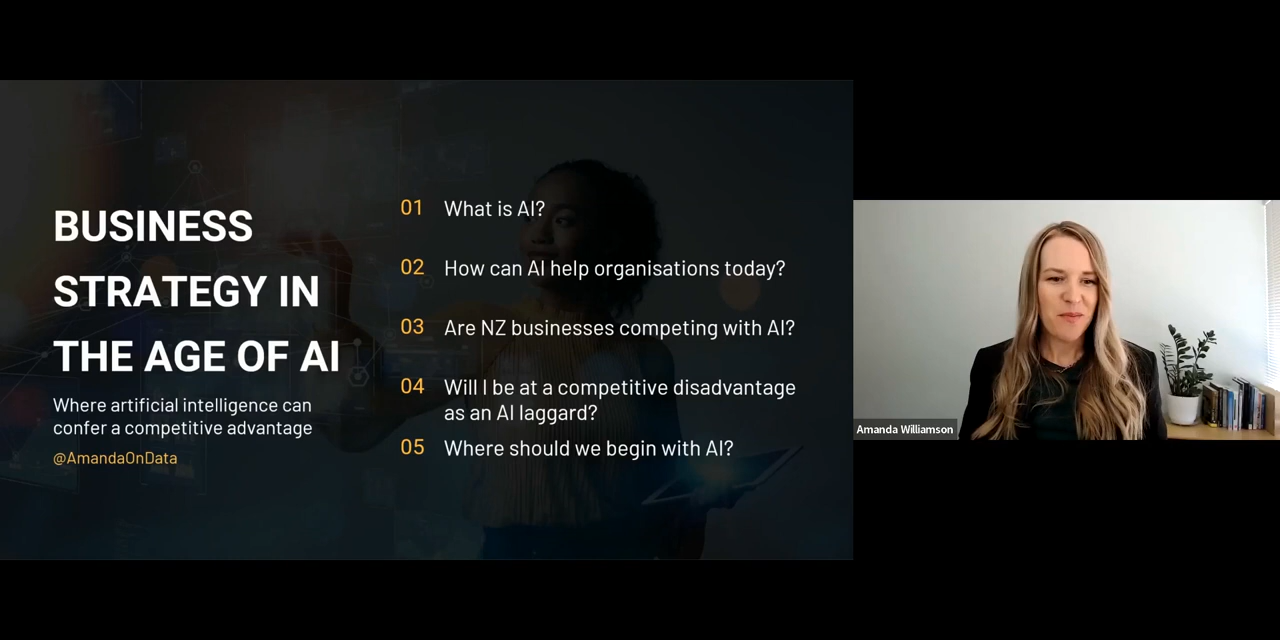 BUSINESS
STRATEGY IN
THE AGE OF AI
Where artificial intelligence can
confer a competitive advantage
@AmandaOnData
01 What is AI?
02 How can AI help organisations today?
03 Are NZ businesses competing with AI?
04 Will I be at a competitive disadvantage
as an AI laggard?
05 Where should we begin with AI?
Amanda Williamson